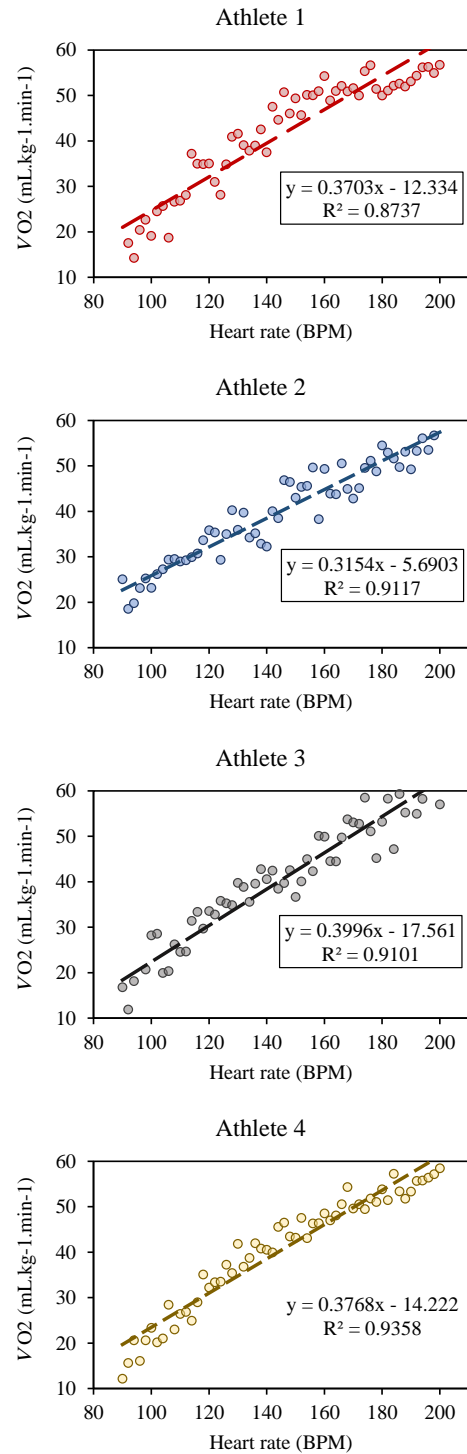 Athlete 1
VO2 (mL.kg-1.min-1)
60
50
40
30
20
10
y = 0.3703x - 12.334
R² = 0.8737
80 100 120 140 160 180 200
Heart rate (BPM)
Athlete 2
VO2 (mL.kg-1.min-1)
60
50
40
30
20
10
y = 0.3154x - 5.6903
R² = 0.9117
80 100 120 140 160 180 200
Heart rate (BPM)
Athlete 3
VO2 (mL.kg-1.min-1)
60
50
40
30
20
10
y = 0.3996x - 17.561
R² = 0.9101
80 100 120 140 160 180 200
Heart rate (BPM)
Athlete 4
VO2 (mL.kg-1.min-1)
60
50
40
30
20
10
y = 0.3768x - 14.222
R² = 0.9358
80 100 120 140 160 180 200
Heart rate (BPM)